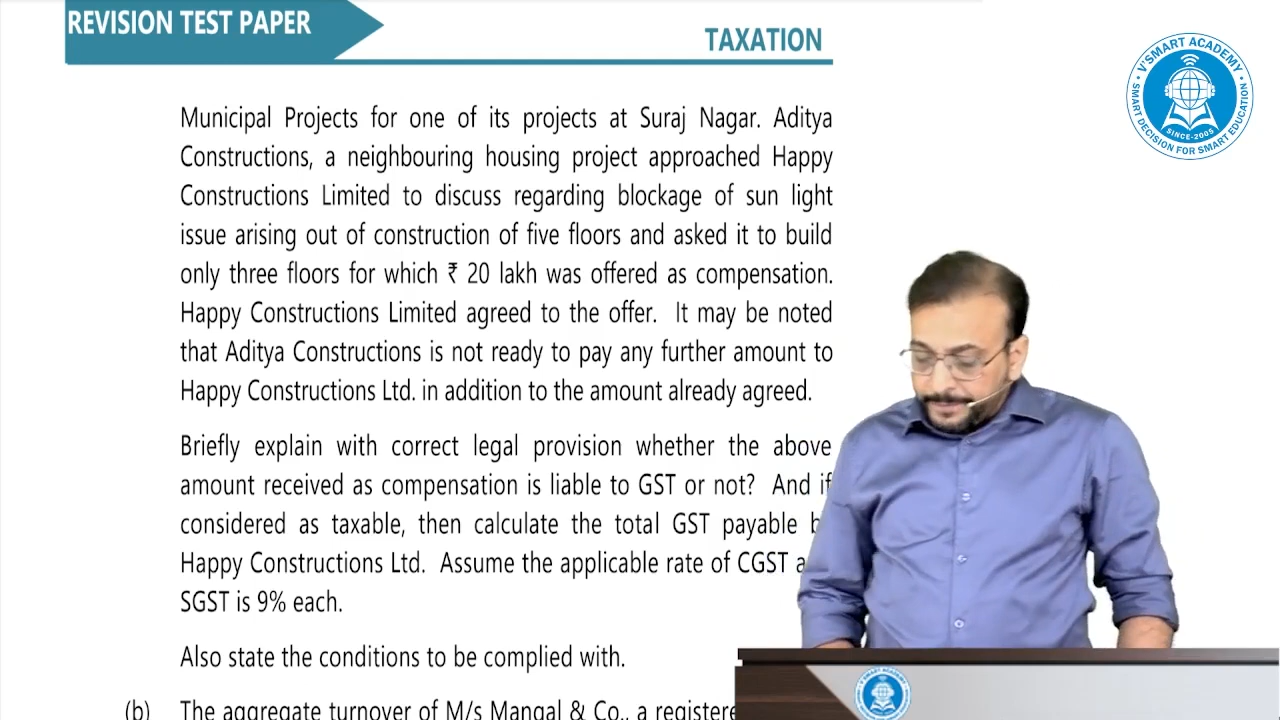 REVISION TEST PAPER
TAXATION
Municipal Projects for one of its projects at Suraj Nagar. Aditya
Constructions, a neighbouring housing project approached Happy
Constructions Limited to discuss regarding blockage of sun light
issue arising out of construction of five floors and asked it to build
only three floors for which ₹ 20 lakh was offered as compensation.
Happy Constructions Limited agreed to the offer. It may be noted
that Aditya Constructions is not ready to pay any further amount to
Happy Constructions Ltd. in addition to the amount already agreed.
Briefly explain with correct legal provision whether the above
amount received as compensation is liable to GST or not? And if
considered as taxable, then calculate the total GST payable
Happy Constructions Ltd. Assume the applicable rate of CGST
SGST is 9% each.
Also state the conditions to be complied with.
(b) The aggregate turnover of M/s Mangal & Co., a registere
V'SMART ACADEMY
SMART DECISION FOR SMART EDUCATION
SINCE-2005